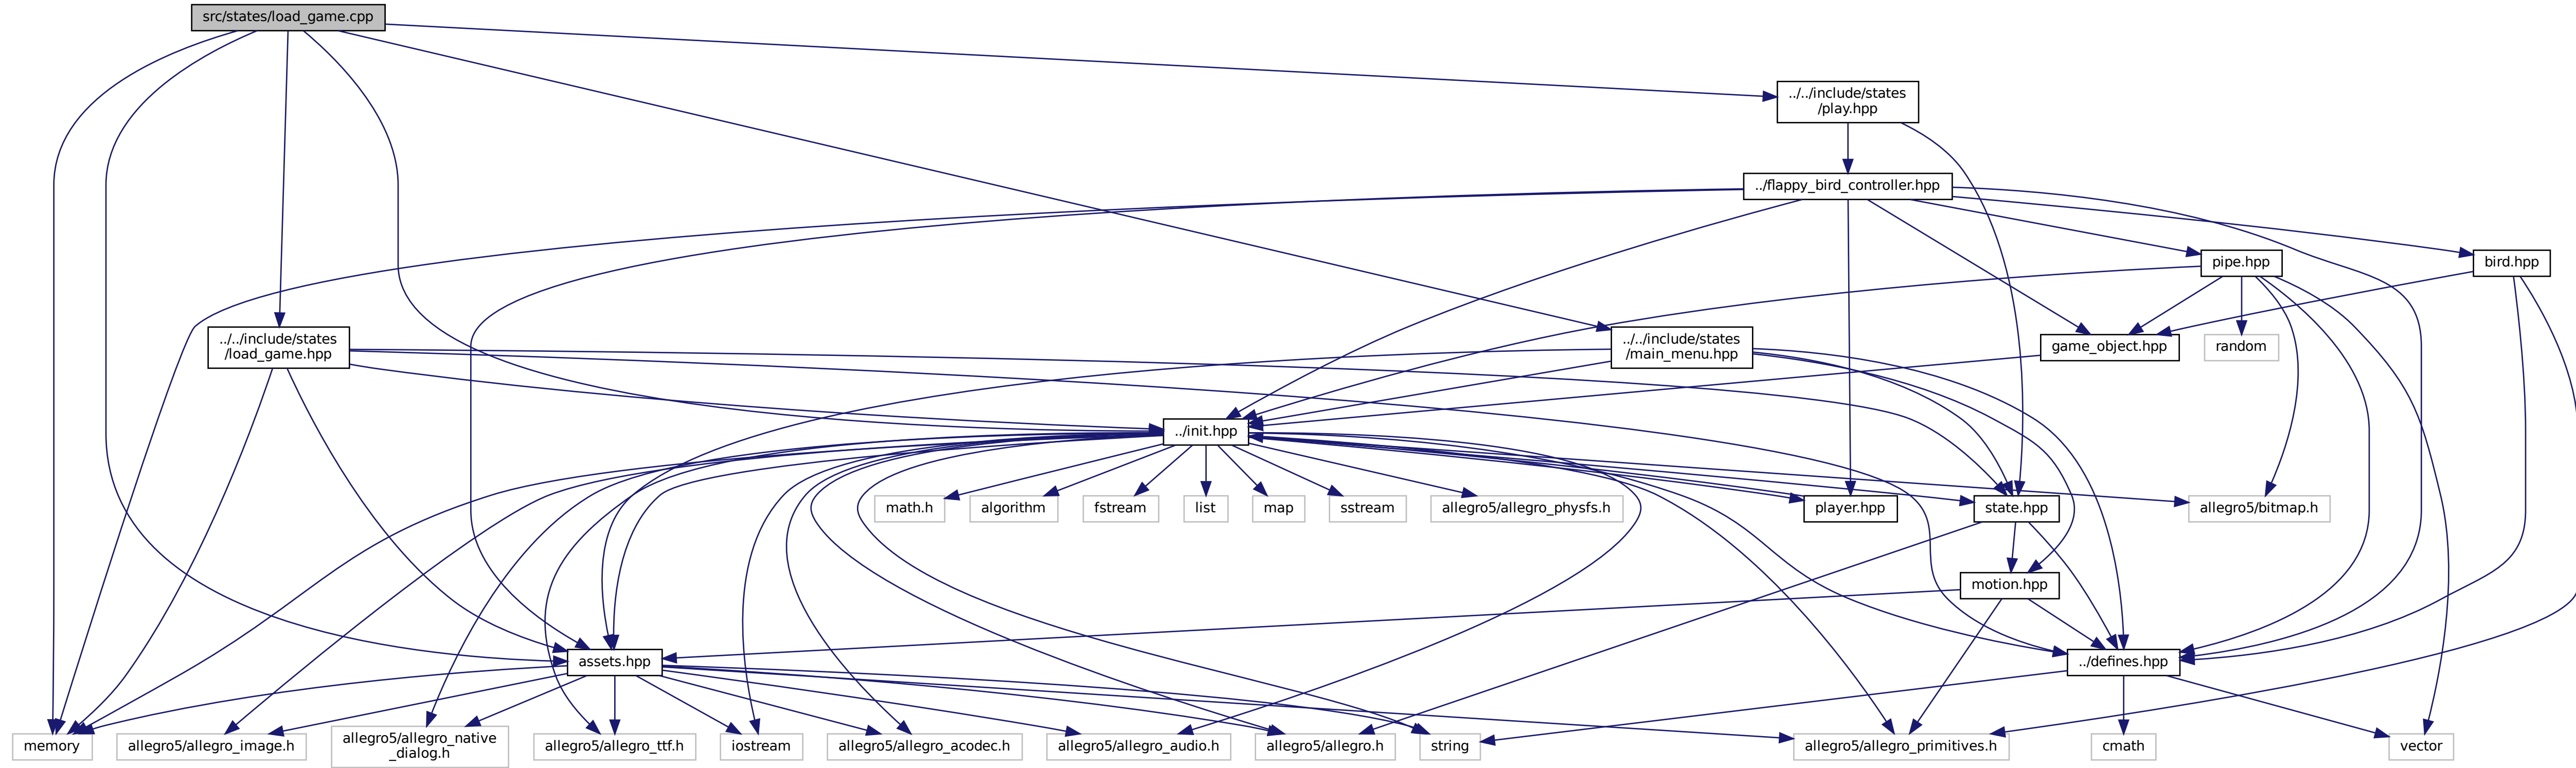 src/states/load_game.cpp
../../include/states
/play.hpp
../flappy_bird_controller.hpp
pipe.hpp
bird.hpp
../../include/states
/load_game.hpp
../../include/states
/main_menu.hpp
game_object.hpp
random
../init.hpp
math.h
algorithm
fstream
list
map
sstream
allegro5/allegro_physfs.h
player.hpp
state.hpp
allegro5/bitmap.h
motion.hpp
assets.hpp
../defines.hpp
memory
allegro5/allegro_image.h
allegro5/allegro_native
_dialog.h
allegro5/allegro_ttf.h
iostream
allegro5/allegro_acodec.h
allegro5/allegro_audio.h
allegro5/allegro.h
string
allegro5/allegro_primitives.h
cmath
vector